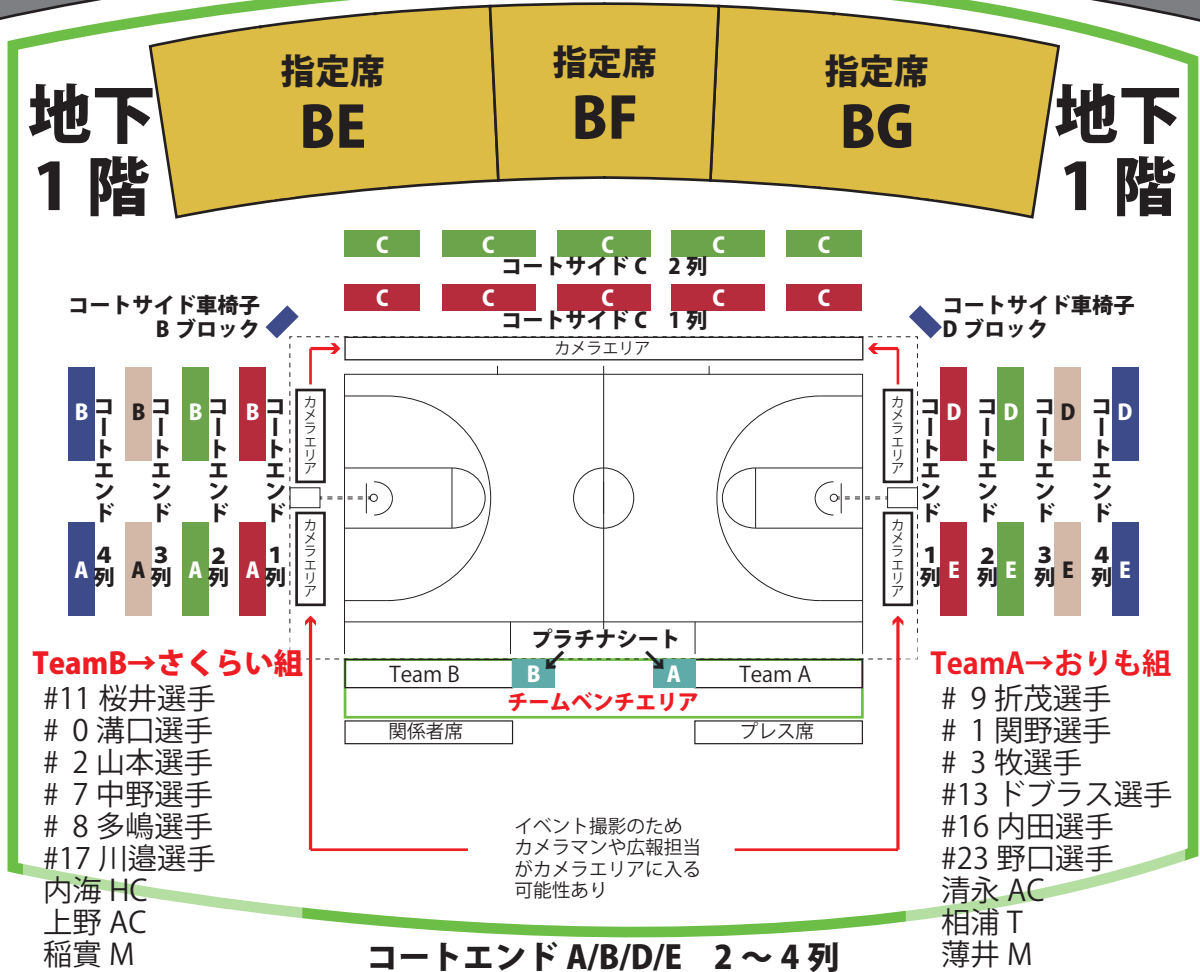 指定席
BE
指定席
BF
指定席
BG
地下
1 階
地下
1 階
C C C C C
コートサイド C 2 列
C C C C C
コートサイド C 1 列
コートサイド車椅子
B ブロック
コートサイド車椅子
D ブロック
カメラエリア
B
B
B
B
コートエンド 4列
コートエンド 3列
コートエンド 2列
コートエンド 1列
A
A
A
A
カメラエリア
カメラエリア
カメラエリア
カメラエリア
D
D
D
D
コートエンド 1列
コートエンド 2列
コートエンド 3列
コートエンド 4列
E
E
E
E
プラチナシート
Team B
B
A
Team A
チームベンチエリア
関係者席
プレス席
TeamB→さくらい組
#11 桜井選手
# 0 溝口選手
# 2 山本選手
# 7 中野選手
# 8 多嶋選手
#17 川邉選手
内海 HC
上野 AC
稲實 M
TeamA→おりも組
# 9 折茂選手
# 1 関野選手
# 3 牧選手
#13 ドブラス選手
#16 内田選手
#23 野口選手
清永 AC
相浦 T
薄井 M
イベント撮影のため
カメラマンや広報担当
がカメラエリアに入る
可能性あり
コートエンド A/B/D/E 2 〜 4 列